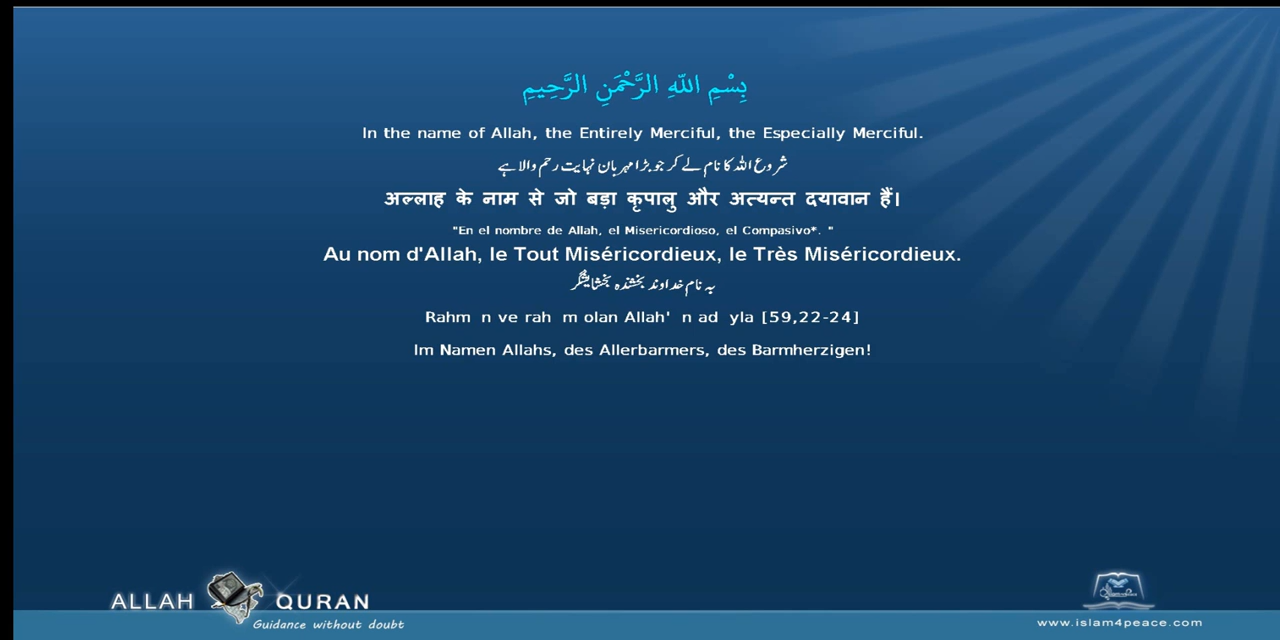 بِسْمِ اللَّهِ الرَّحْمَنِ الرَّحِيمِ
In the name of Allah, the Entirely Merciful, the Especially Merciful.
شروع اللہ کا نام لے کر جو بڑا مہربان نہایت رحم والا ہے
अल्लाह के नाम से जो बड़ा कृपालु और अत्यन्त दयावान हैं।
"En el nombre de Allah, el Misericordioso, el Compasivo*. "
Au nom d'Allah, le Tout Miséricordieux, le Très Miséricordieux.
به نام خداوند بخشنده بخشایشگر
Rahm n ve rah m olan Allah' n ad yla [59,22-24]
Im Namen Allahs, des Allerbarmers, des Barmherzigen!
ALLAH QURAN
Guidance without doubt
www.islam4peace.com